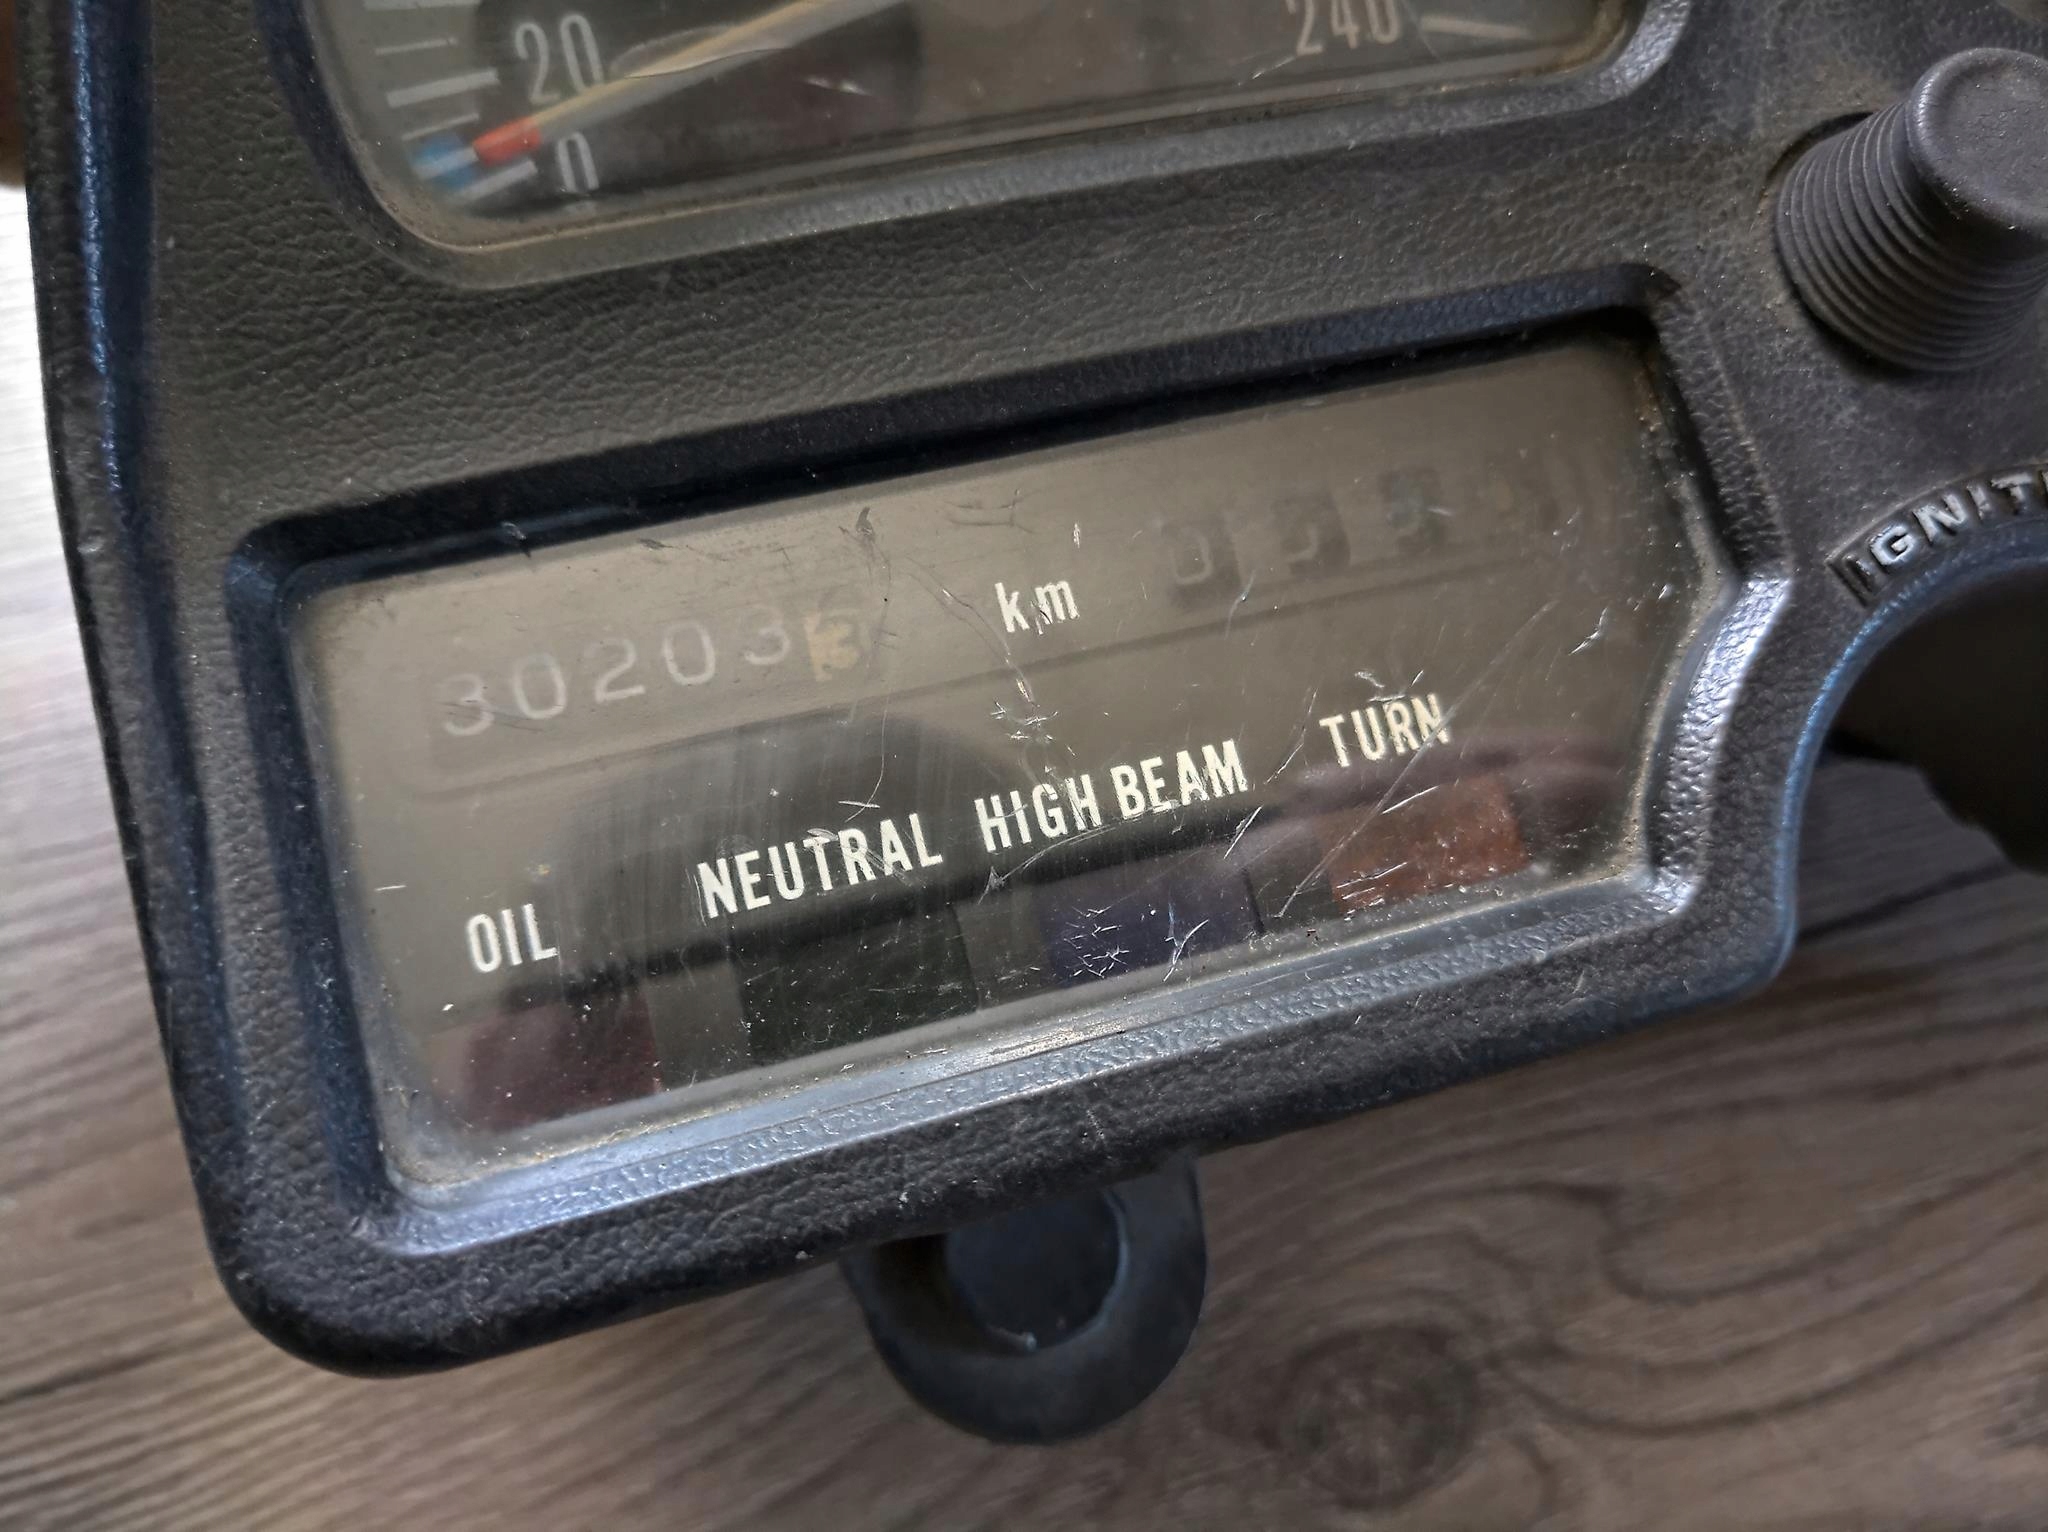 20
240
0
30203 km
IGNIT
OIL NEUTRAL HIGH BEAM TURN